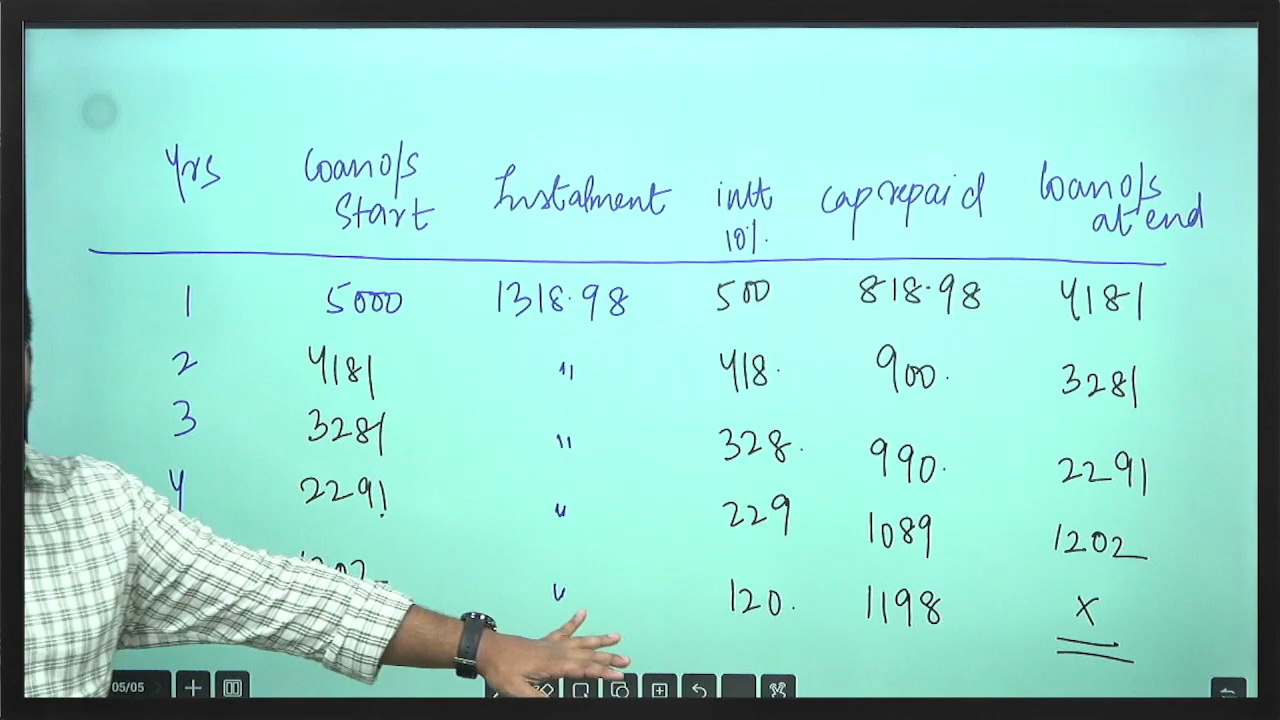 yrs Loan o/s Start Instalment intt 10% cap repaid Loan o/s at end
1 5000 1318.98 500 818.98 4181
2 4181 " 418. 900. 3281
3 3281 " 328. 990. 2291
4 2291 " 229 1089 1202
" 120. 1198 x
05/05